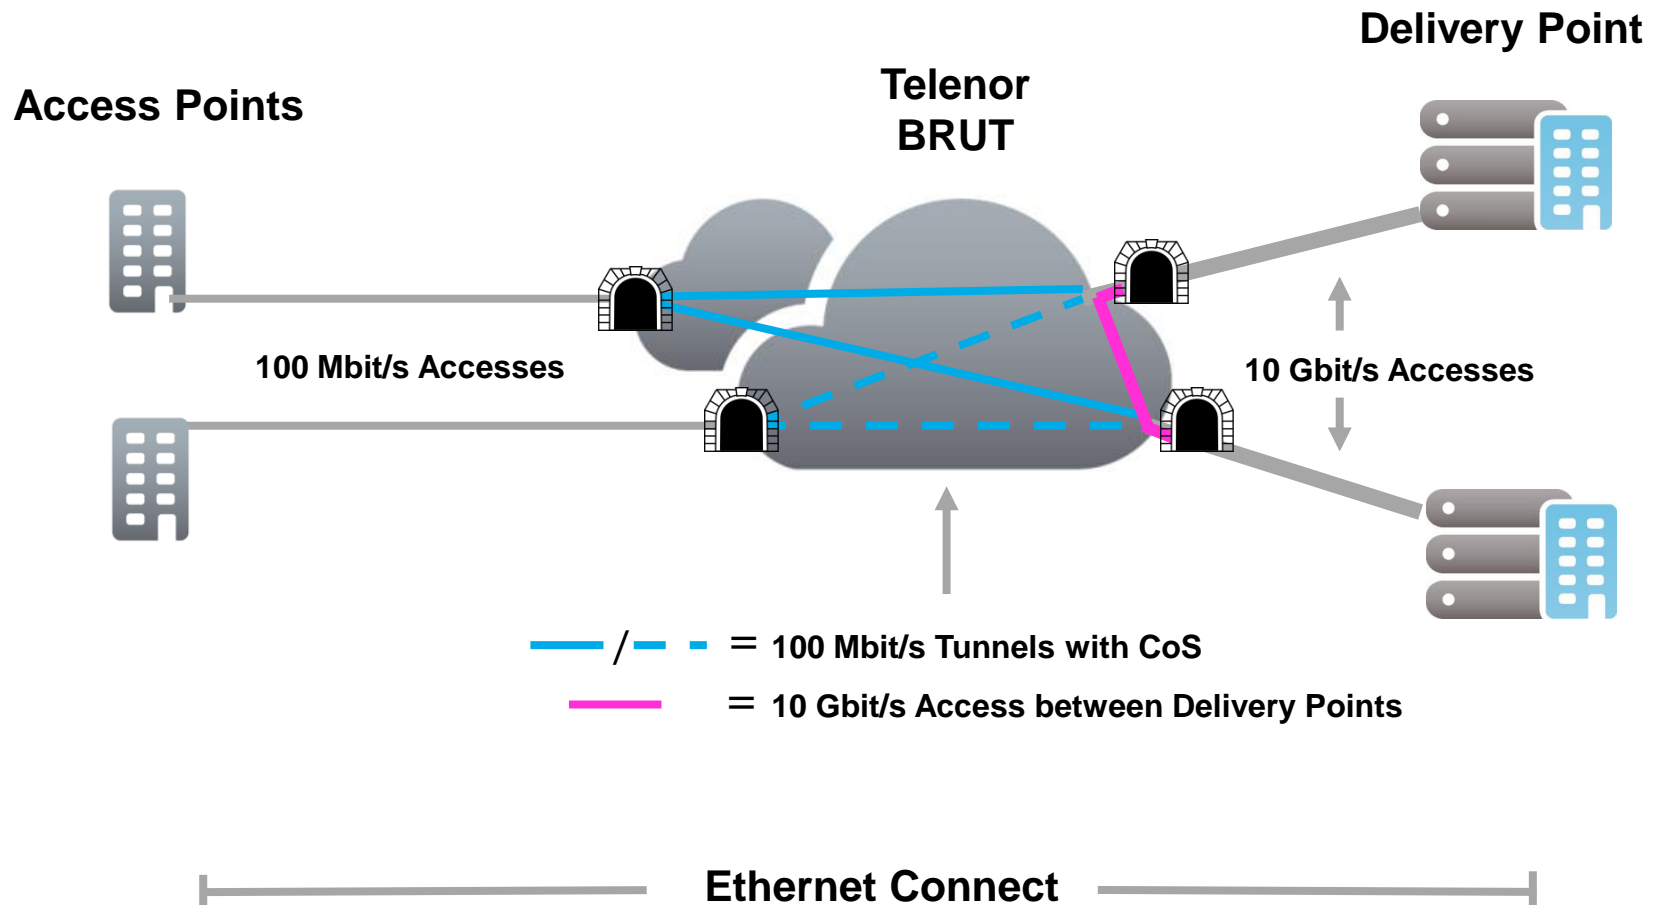 Delivery Point
Telenor
BRUT
Access Points
100 Mbit/s Accesses
10 Gbit/s Accesses
/ = 100 Mbit/s Tunnels with CoS
= 10 Gbit/s Access between Delivery Points
Ethernet Connect